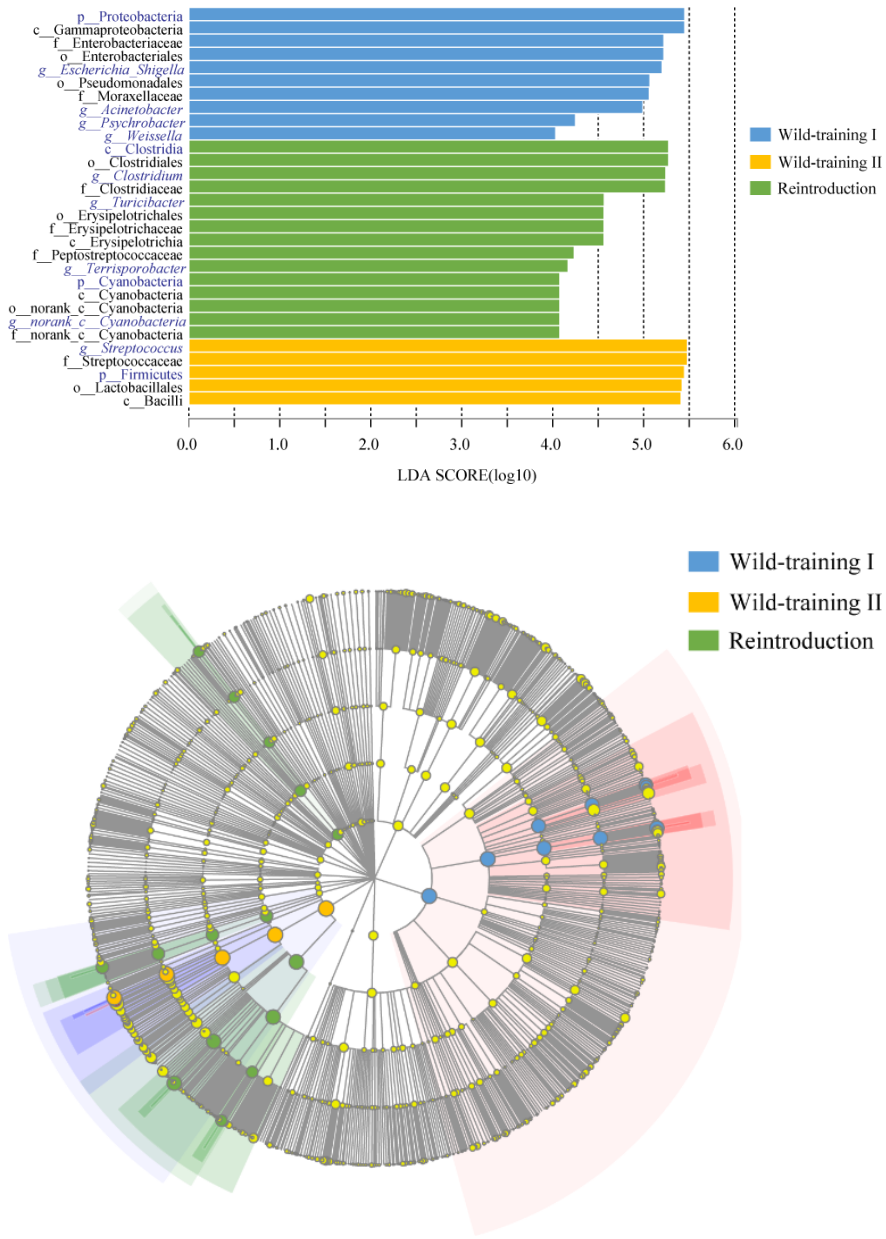 p__Proteobacteria
c__Gammaproteobacteria
f__Enterobacteriaceae
o__Enterobacteriales
g__Escherichia_Shigella
o__Pseudomonadales
f__Moraxellaceae
g__Acinetobacter
g__Psychrobacter
g__Weissella
c__Clostridia
o__Clostridiales
g__Clostridium
f__Clostridiaceae
g__Turicibacter
o__Erysipelotrichales
f__Erysipelotrichaceae
c__Erysipelotrichia
f__Peptostreptococcaceae
g__Terrisporobacter
p__Cyanobacteria
c__Cyanobacteria
o__norank_c__Cyanobacteria
g__norank_c__Cyanobacteria
f__norank_c__Cyanobacteria
g__Streptococcus
f__Streptococcaceae
p__Firmicutes
o__Lactobacillales
c__Bacilli
0.0 1.0 2.0 3.0 4.0 5.0 6.0
LDA SCORE(log10)
Wild-training I
Wild-training II
Reintroduction
Wild-training I
Wild-training II
Reintroduction